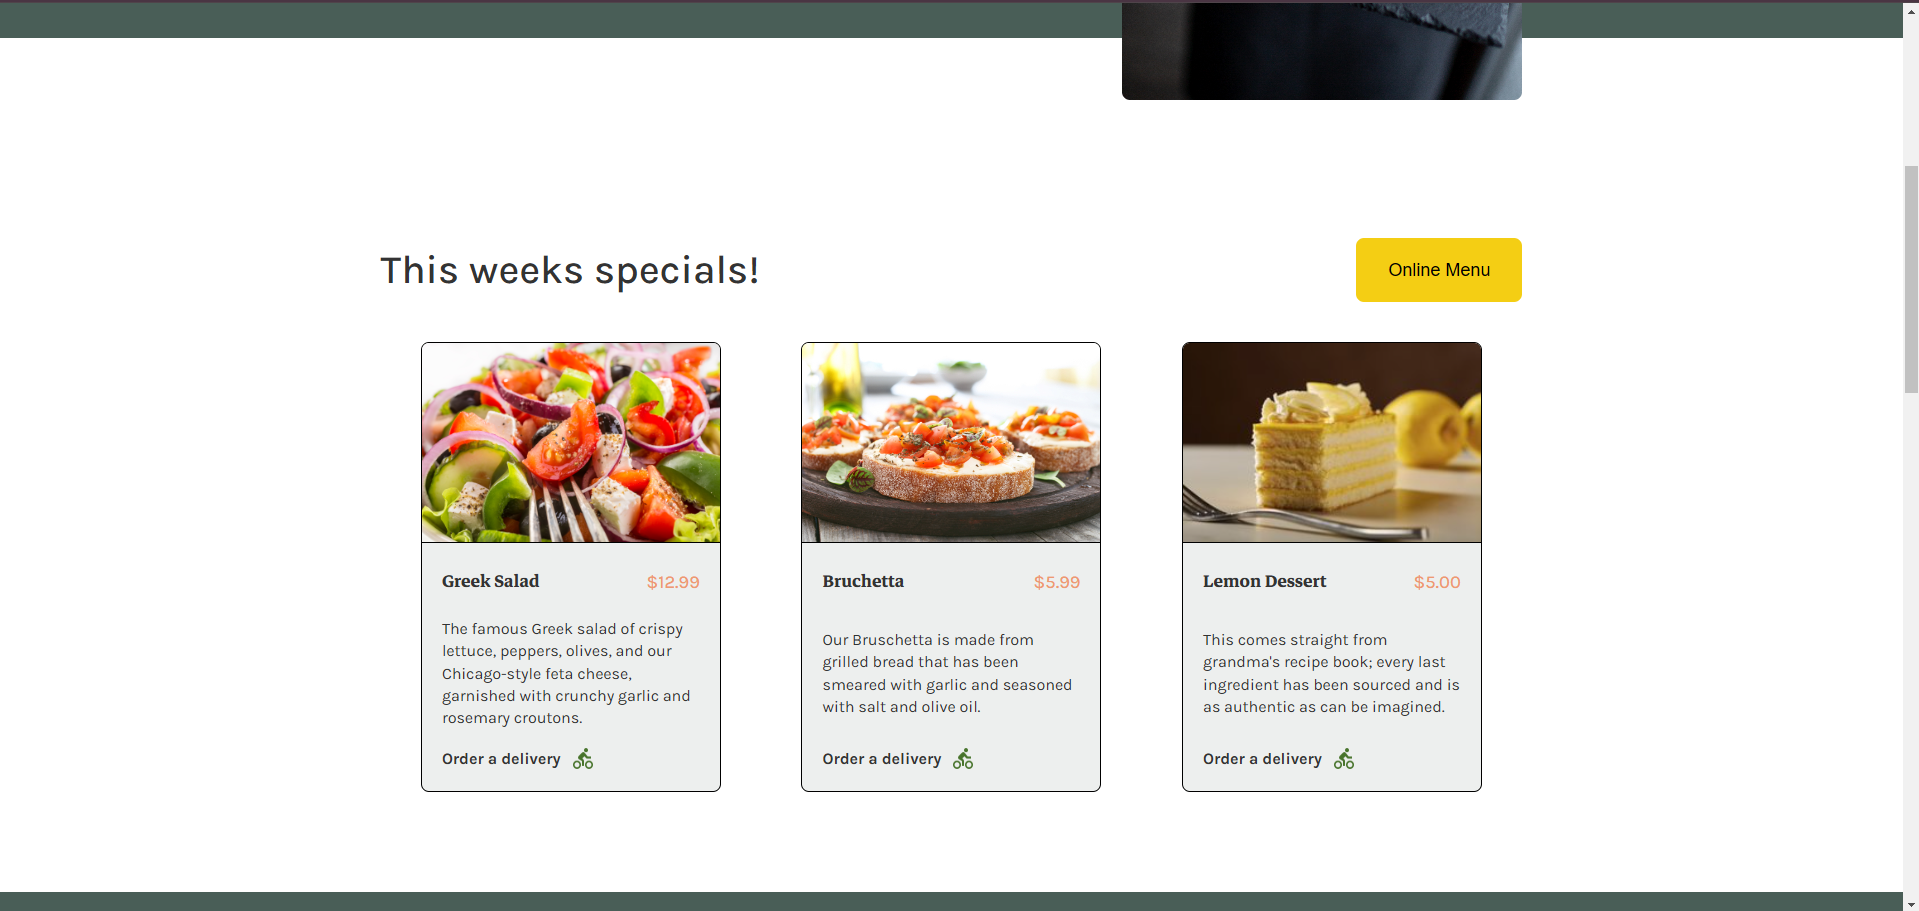 This weeks specials!
Online Menu
Greek Salad
$12.99
The famous Greek salad of crispy
lettuce, peppers, olives, and our
Chicago-style feta cheese,
garnished with crunchy garlic and
rosemary croutons.
Order a delivery
Bruchetta
$5.99
Our Bruschetta is made from
grilled bread that has been
smeared with garlic and seasoned
with salt and olive oil.
Order a delivery
Lemon Dessert
$5.00
This comes straight from
grandma's recipe book; every last
ingredient has been sourced and is
as authentic as can be imagined.
Order a delivery